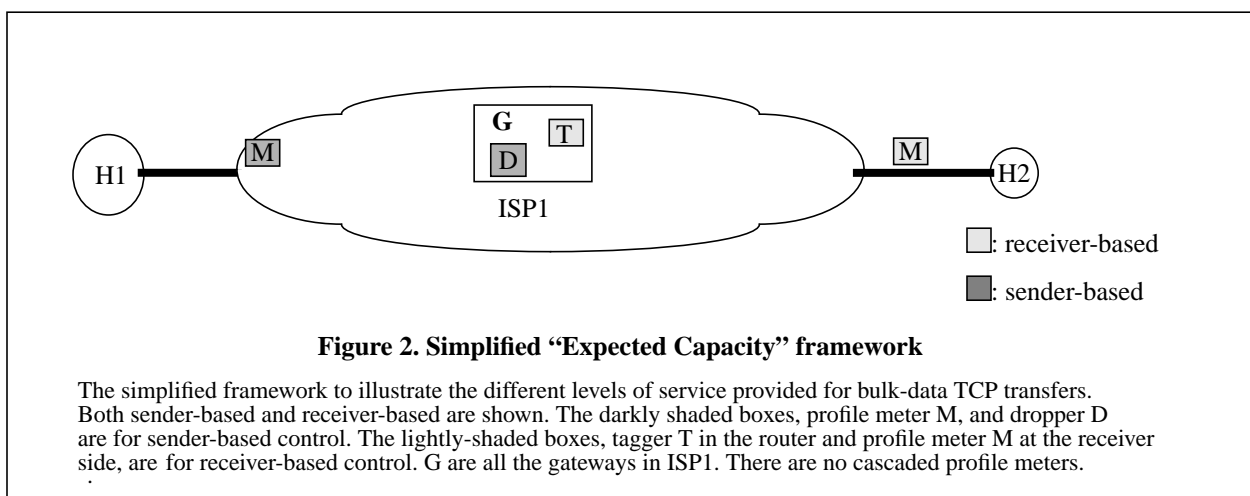 G
T
M
M
D
H1
H2
ISP1
: receiver-based
: sender-based
Figure 2. Simplified “Expected Capacity” framework
The simplified framework to illustrate the different levels of service provided for bulk-data TCP transfers.
Both sender-based and receiver-based are shown. The darkly shaded boxes, profile meter M, and dropper D
are for sender-based control. The lightly-shaded boxes, tagger T in the router and profile meter M at the receiver
side, are for receiver-based control. G are all the gateways in ISP1. There are no cascaded profile meters.
.